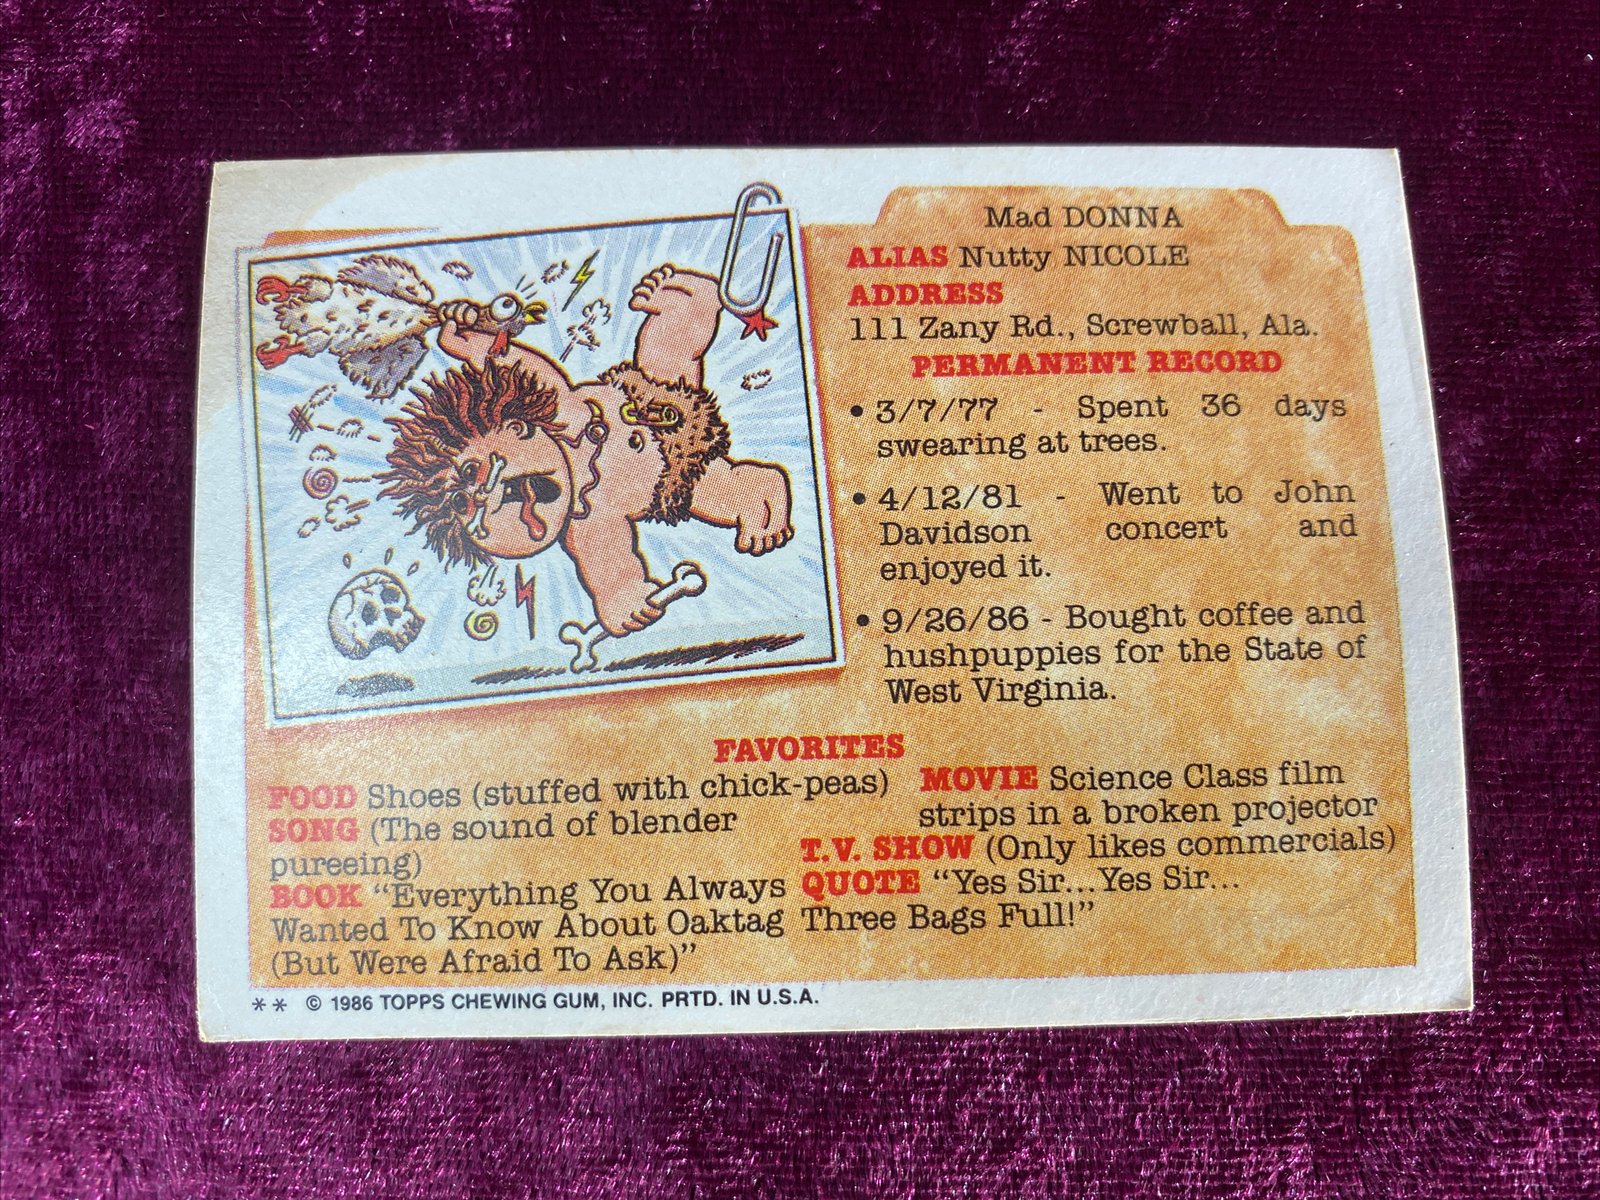 Mad DONNA
ALIAS Nutty NICOLE
ADDRESS
111 Zany Rd., Screwball, Ala.
PERMANENT RECORD
• 3/7/77 - Spent 36 days
swearing at trees.
• 4/12/81 - Went to John
Davidson concert and
enjoyed it.
• 9/26/86 - Bought coffee and
hushpuppies for the State of
West Virginia.
FAVORITES
FOOD Shoes (stuffed with chick-peas)
SONG (The sound of blender
pureeing)
BOOK “Everything You Always
Wanted To Know About Oaktag
(But Were Afraid To Ask)”
MOVIE Science Class film
strips in a broken projector
T.V. SHOW (Only likes commercials)
QUOTE “Yes Sir...Yes Sir...
Three Bags Full!”
** © 1986 TOPPS CHEWING GUM, INC. PRTD. IN U.S.A.